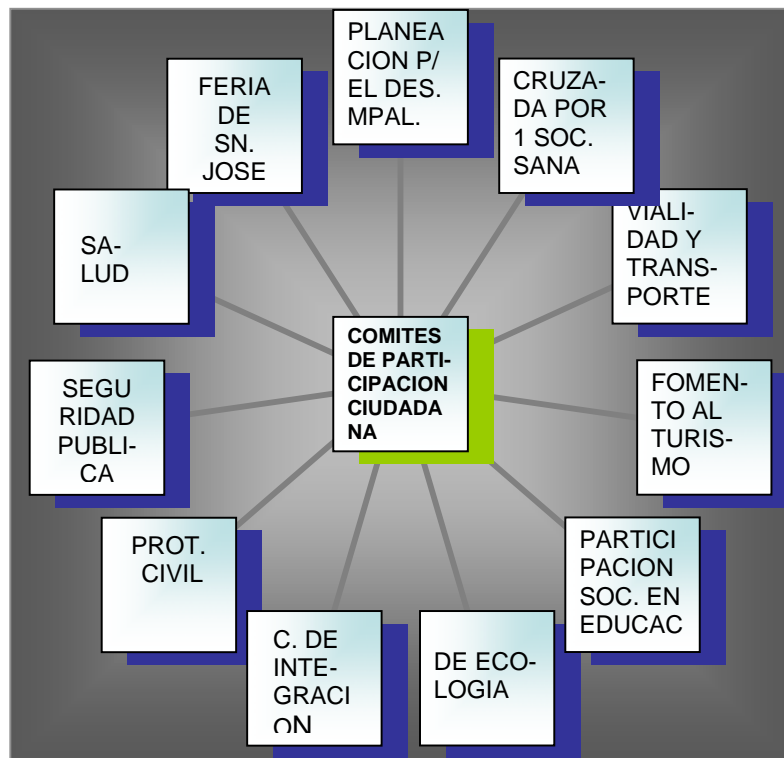 PLANEA
CION P/
EL DES.
MPAL.
CRUZA-
DA POR
1 SOC.
SANA
VIALI-
DAD Y
TRANS-
PORTE
FOMEN-
TO AL
TURIS-
MO
PARTICI
PACION
SOC. EN
EDUCAC
DE ECO-
LOGIA
C. DE
INTE-
GRACI
ON
PROT.
CIVIL
SEGU
RIDAD
PUBLI-
CA
SA-
LUD
FERIA
DE
SN.
JOSE
COMITES
DE PARTI-
CIPACION
CIUDADA
NA